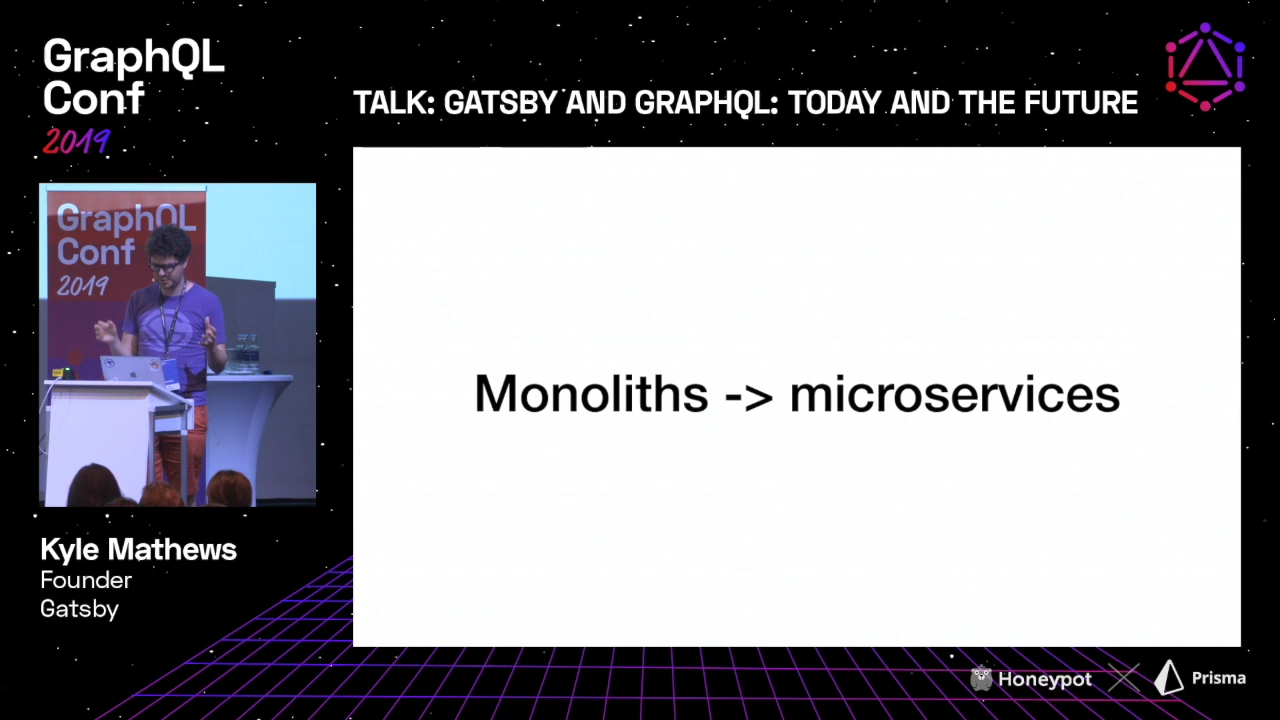 GraphQL
Conf
2019
TALK: GATSBY AND GRAPHQL: TODAY AND THE FUTURE
GraphQL
Conf
2019
Monoliths -> microservices
Kyle Mathews
Founder
Gatsby
Honeypot
Prisma